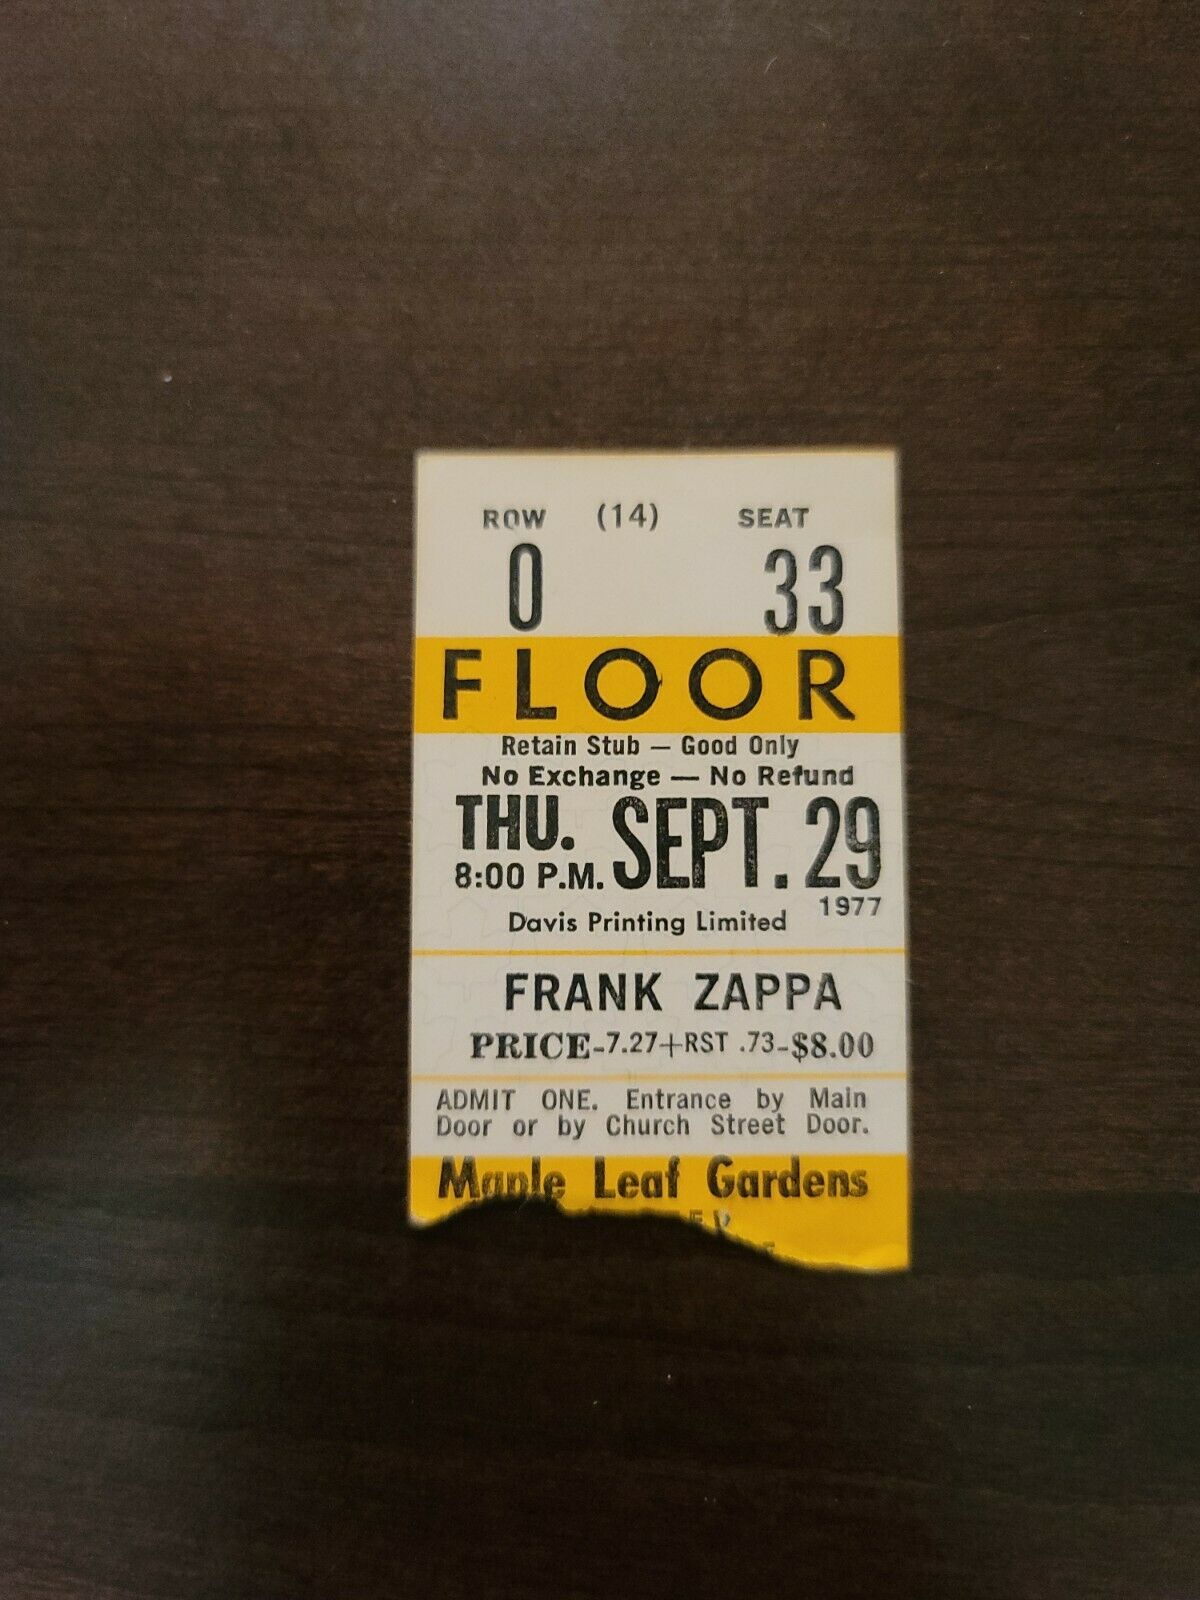 ROW (14) SEAT
0 33
FLOOR
Retain Stub — Good Only
No Exchange — No Refund
THU. SEPT. 29
8:00 P.M.
1977
Davis Printing Limited
FRANK ZAPPA
PRICE-7.27+RST .73-$8.00
ADMIT ONE. Entrance by Main
Door or by Church Street Door.
Maple Leaf Gardens